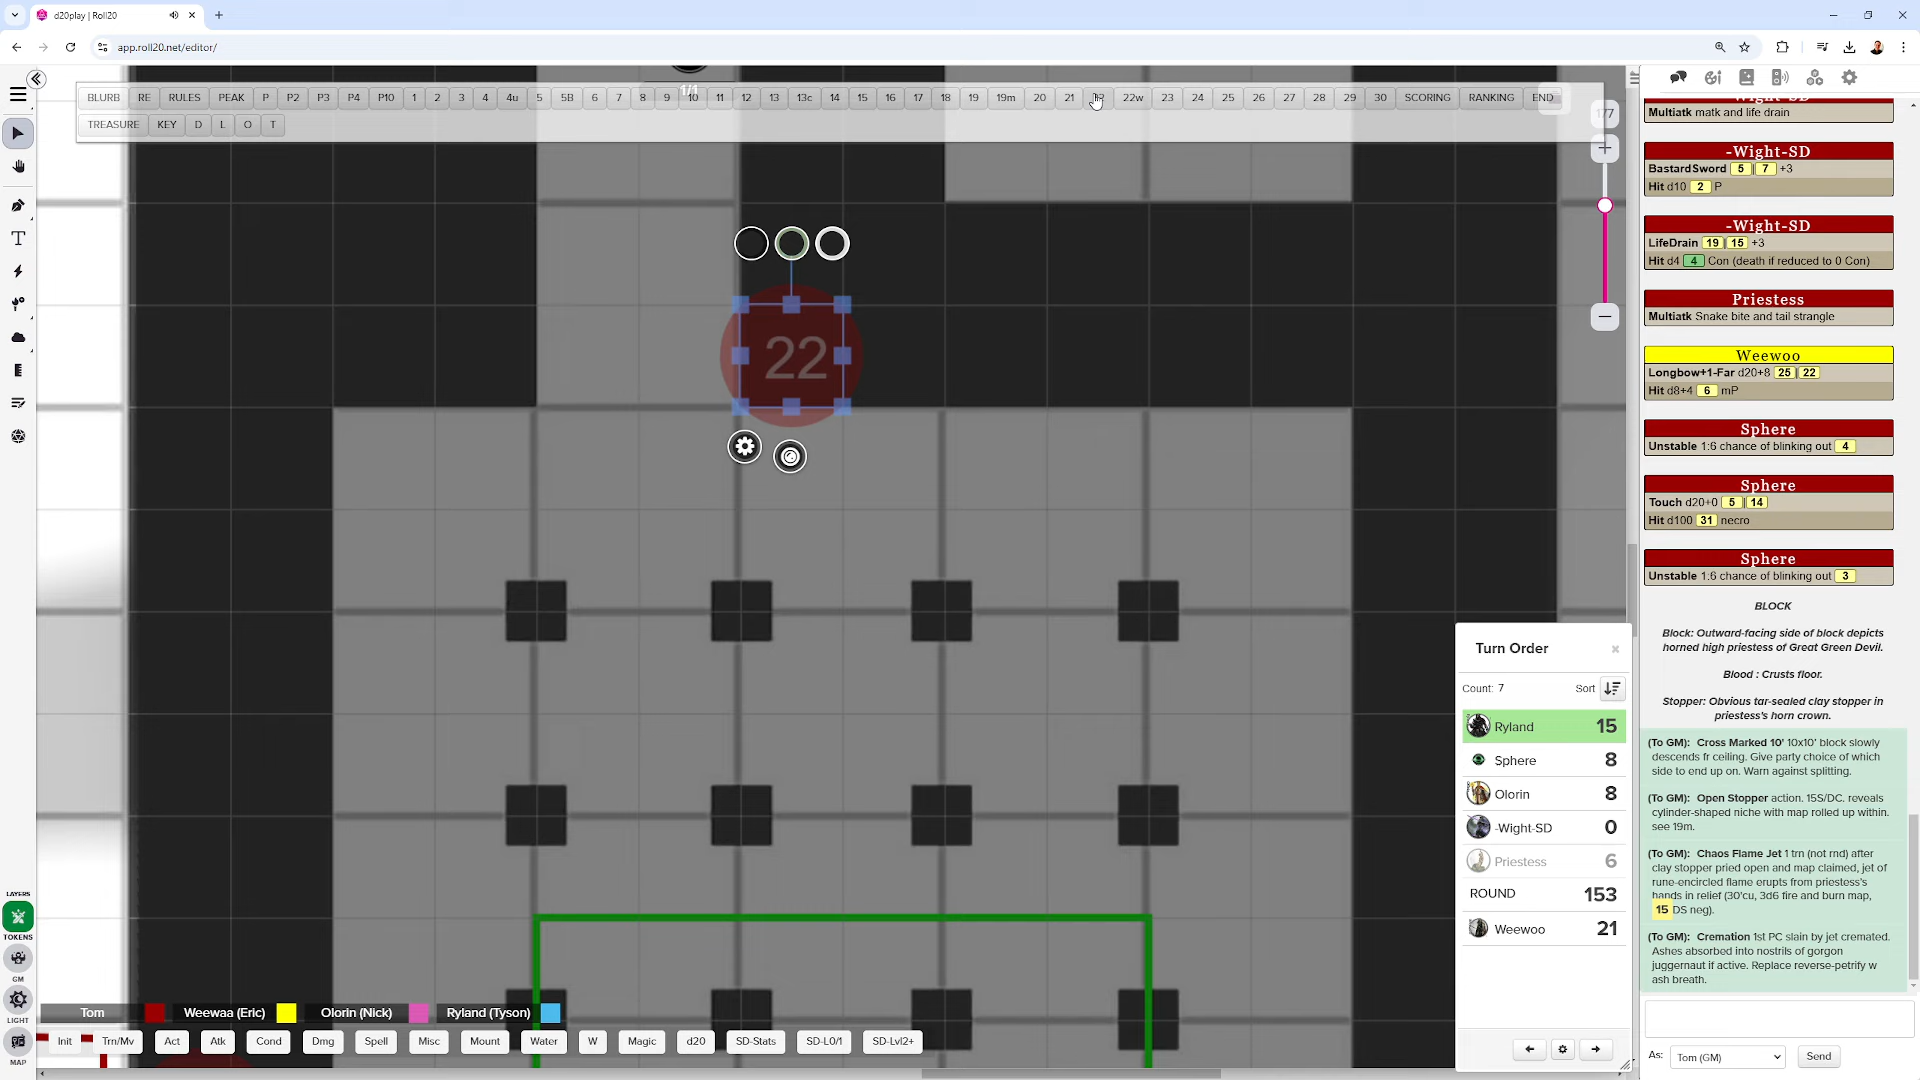 d20play | Roll20
app.roll20.net/editor/
BLURB RE RULES PEAK P P2 P3 P4 P10 1 2 3 4 4u 5 5B 6 7 8 9 10 11 12 13 13c 14 15 16 17 18 19 19m 20 21 22w 23 24 25 26 27 28 29 30 SCORING RANKING END
1/1
TREASURE KEY D L O T
177
22
LAYERS
TOKENS
GM
LIGHT
MAP
Tom Weewaa (Eric) Olorin (Nick) Ryland (Tyson)
Init Trn/Mv Act Atk Cond Dmg Spell Misc Mount Water W Magic d20 SD-Stats SD-L0/1 SD-Lvl2+
Turn Order
Count: 7 Sort
Ryland 15
Sphere 8
Olorin 8
-Wight-SD 0
Priestess 6
ROUND 153
Weewoo 21
-Wight-SD
Multiatk matk and life drain
-Wight-SD
BastardSword 5 | 7 +3
Hit d10 2 P
-Wight-SD
LifeDrain 19 | 15 +3
Hit d4 4 Con (death if reduced to 0 Con)
Priestess
Multiatk Snake bite and tail strangle
Weewoo
Longbow+1-Far d20+8 25 | 22
Hit d8+4 6 mP
Sphere
Unstable 1:6 chance of blinking out 4
Sphere
Touch d20+0 5 | 14
Hit d100 31 necro
Sphere
Unstable 1:6 chance of blinking out 3
BLOCK
Block: Outward-facing side of block depicts
horned high priestess of Great Green Devil.
Blood : Crusts floor.
Stopper: Obvious tar-sealed clay stopper in
priestess's horn crown.
(To GM): Cross Marked 10' 10x10' block slowly
descends fr ceiling. Give party choice of which
side to end up on. Warn against splitting.
(To GM): Open Stopper action. 15S/DC. reveals
cylinder-shaped niche with map rolled up within.
see 19m.
(To GM): Chaos Flame Jet 1 trn (not rnd) after
clay stopper pried open and map claimed, jet of
rune-encircled flame erupts from priestess's
hands in relief (30'cu, 3d6 fire and burn map,
15 DS neg).
(To GM): Cremation 1st PC slain by jet cremated.
Ashes absorbed into nostrils of gorgon
juggernaut if active. Replace reverse-petrify w
ash breath.
As: Tom (GM) Send